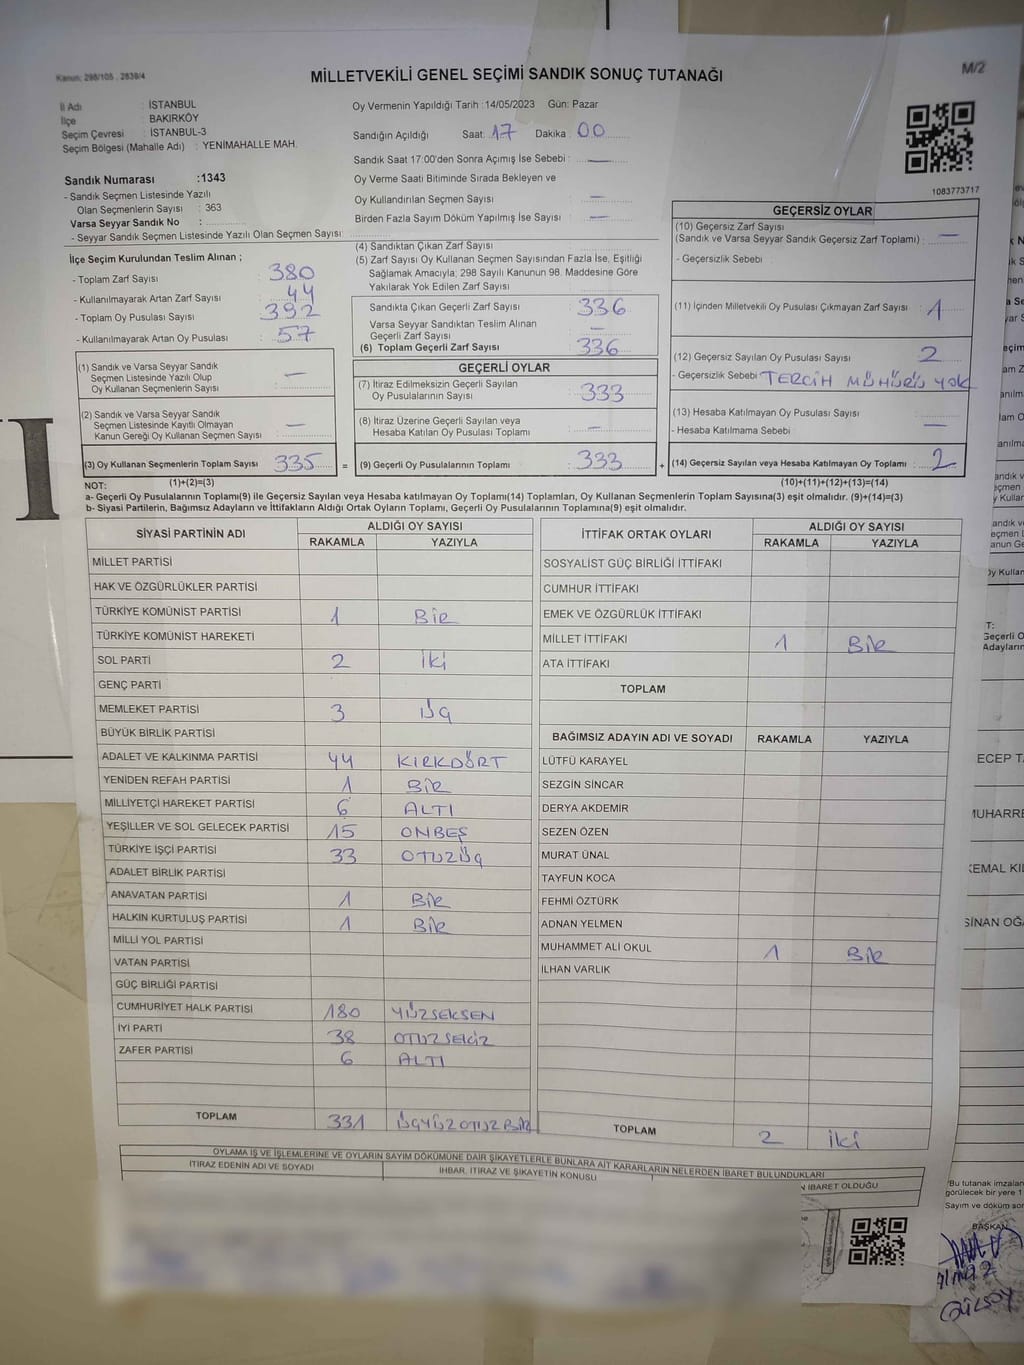 Kanun; 298/105 . 2839/4
MİLLETVEKİLİ GENEL SEÇİMİ SANDIK SONUÇ TUTANAĞI
M/2
İl Adı : İSTANBUL
İlçe : BAKIRKÖY
Seçim Çevresi : İSTANBUL-3
Seçim Bölgesi (Mahalle Adı) : YENİMAHALLE MAH.
Oy Vermenin Yapıldığı Tarih :14/05/2023 Gün: Pazar
Sandığın Açıldığı Saat: 17 Dakika : 00
Sandık Saat 17:00'den Sonra Açımış İse Sebebi : —
Oy Verme Saati Bitiminde Sırada Bekleyen ve
Oy Kullandırılan Seçmen Sayısı : —
Birden Fazla Sayım Döküm Yapılmış İse Sayısı : —
1083773717
Sandık Numarası :1343
- Sandık Seçmen Listesinde Yazılı
Olan Seçmenlerin Sayısı : 363
Varsa Seyyar Sandık No :
- Seyyar Sandık Seçmen Listesinde Yazılı Olan Seçmen Sayısı:
İlçe Seçim Kurulundan Teslim Alınan ;
- Toplam Zarf Sayısı : 380
- Kullanılmayarak Artan Zarf Sayısı : 44
- Toplam Oy Pusulası Sayısı : 392
- Kullanılmayarak Artan Oy Pusulası : 57
(1) Sandık ve Varsa Seyyar Sandık
Seçmen Listesinde Yazılı Olup
Oy Kullanan Seçmenlerin Sayısı : —
(2) Sandık ve Varsa Seyyar Sandık
Seçmen Listesinde Kayıtlı Olmayan
Kanun Gereği Oy Kullanan Seçmen Sayısı : —
(3) Oy Kullanan Seçmenlerin Toplam Sayısı : 335
(4) Sandıktan Çıkan Zarf Sayısı :
(5) Zarf Sayısı Oy Kullanan Seçmen Sayısından Fazla İse, Eşitliği
Sağlamak Amacıyla; 298 Sayılı Kanunun 98. Maddesine Göre
Yakılarak Yok Edilen Zarf Sayısı :
Sandıkta Çıkan Geçerli Zarf Sayısı : 336
Varsa Seyyar Sandıktan Teslim Alınan
Geçerli Zarf Sayısı : —
(6) Toplam Geçerli Zarf Sayısı : 336
GEÇERLİ OYLAR
(7) İtiraz Edilmeksizin Geçerli Sayılan
Oy Pusulalarının Sayısı : 333
(8) İtiraz Üzerine Geçerli Sayılan veya
Hesaba Katılan Oy Pusulası Toplamı : —
= (9) Geçerli Oy Pusulalarının Toplamı : 333
GEÇERSİZ OYLAR
(10) Geçersiz Zarf Sayısı
(Sandık ve Varsa Seyyar Sandık Geçersiz Zarf Toplamı) : —
- Geçersizlik Sebebi :
(11) İçinden Milletvekili Oy Pusulası Çıkmayan Zarf Sayısı : 1
(12) Geçersiz Sayılan Oy Pusulası Sayısı : 2
- Geçersizlik Sebebi : TERCİH MÜHÜRÜ YOK
(13) Hesaba Katılmayan Oy Pusulası Sayısı :
- Hesaba Katılmama Sebebi : —
+ (14) Geçersiz Sayılan veya Hesaba Katılmayan Oy Toplamı : 2
NOT: (1)+(2)=(3) (10)+(11)+(12)+(13)=(14)
a- Geçerli Oy Pusulalarının Toplamı(9) ile Geçersiz Sayılan veya Hesaba Katılmayan Oy Toplamı(14) Toplamları, Oy Kullanan Seçmenlerin Toplam Sayısına(3) eşit olmalıdır. (9)+(14)=(3)
b- Siyasi Partilerin, Bağımsız Adayların ve İttifakların Aldığı Ortak Oyların Toplamı, Geçerli Oy Pusulalarının Toplamına(9) eşit olmalıdır.
SİYASİ PARTİNİN ADI ALDIĞI OY SAYISI
RAKAMLA YAZIYLA
MİLLET PARTİSİ
HAK VE ÖZGÜRLÜKLER PARTİSİ
TÜRKİYE KOMÜNİST PARTİSİ 1 BİR
TÜRKİYE KOMÜNİST HAREKETİ
SOL PARTİ 2 İKİ
GENÇ PARTİ
MEMLEKET PARTİSİ 3 ÜÇ
BÜYÜK BİRLİK PARTİSİ
ADALET VE KALKINMA PARTİSİ 44 KIRKDÖRT
YENİDEN REFAH PARTİSİ 1 BİR
MİLLİYETÇİ HAREKET PARTİSİ 6 ALTI
YEŞİLLER VE SOL GELECEK PARTİSİ 15 ONBEŞ
TÜRKİYE İŞÇİ PARTİSİ 33 OTUZÜÇ
ADALET BİRLİK PARTİSİ
ANAVATAN PARTİSİ 1 BİR
HALKIN KURTULUŞ PARTİSİ 1 BİR
MİLLİ YOL PARTİSİ
VATAN PARTİSİ
GÜÇ BİRLİĞİ PARTİSİ
CUMHURİYET HALK PARTİSİ 180 YÜZSEKSEN
İYİ PARTİ 38 OTUZSEKİZ
ZAFER PARTİSİ 6 ALTI
TOPLAM 331 ÜÇYÜZOTUZBİR
İTTİFAK ORTAK OYLARI ALDIĞI OY SAYISI
RAKAMLA YAZIYLA
SOSYALİST GÜÇ BİRLİĞİ İTTİFAKI
CUMHUR İTTİFAKI
EMEK VE ÖZGÜRLÜK İTTİFAKI
MİLLET İTTİFAKI 1 BİR
ATA İTTİFAKI
TOPLAM
BAĞIMSIZ ADAYIN ADI VE SOYADI RAKAMLA YAZIYLA
LÜTFÜ KARAYEL
SEZGİN SİNCAR
DERYA AKDEMİR
SEZEN ÖZEN
MURAT ÜNAL
TAYFUN KOCA
FEHMİ ÖZTÜRK
ADNAN YELMEN
MUHAMMET ALİ OKUL 1 BİR
İLHAN VARLIK
TOPLAM 2 İKİ
OYLAMA İŞ VE İŞLEMLERİNE VE OYLARIN SAYIM DÖKÜMÜNE DAİR ŞİKAYETLERLE BUNLARA AİT KARARLARIN NELERDEN İBARET BULUNDUKLARI
İTİRAZ EDENİN ADI VE SOYADI İHBAR, İTİRAZ VE ŞİKAYETİN KONUSU
N İBARET OLDUĞU
ECEP T
MUHARRE
KEMAL KIL
SİNAN OĞ
"Bu tutanak imzalan
görülecek bir yere 1
Sayım ve döküm son
BAŞKAN